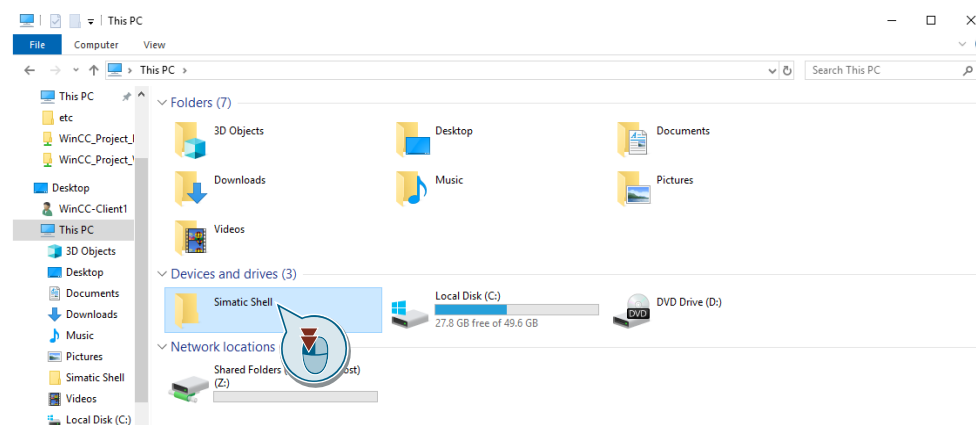 This PC
File Computer View
This PC
Search This PC
This PC
etc
WinCC_Project_
WinCC_Project_
Desktop
WinCC-Client1
This PC
3D Objects
Desktop
Documents
Downloads
Music
Pictures
Simatic Shell
Videos
Local Disk (C:)
Folders (7)
3D Objects
Desktop
Documents
Downloads
Music
Pictures
Videos
Devices and drives (3)
Simatic Shell
Local Disk (C:)
27.8 GB free of 49.6 GB
DVD Drive (D:)
DVD
Network locations
Shared Folders (
(Z:)